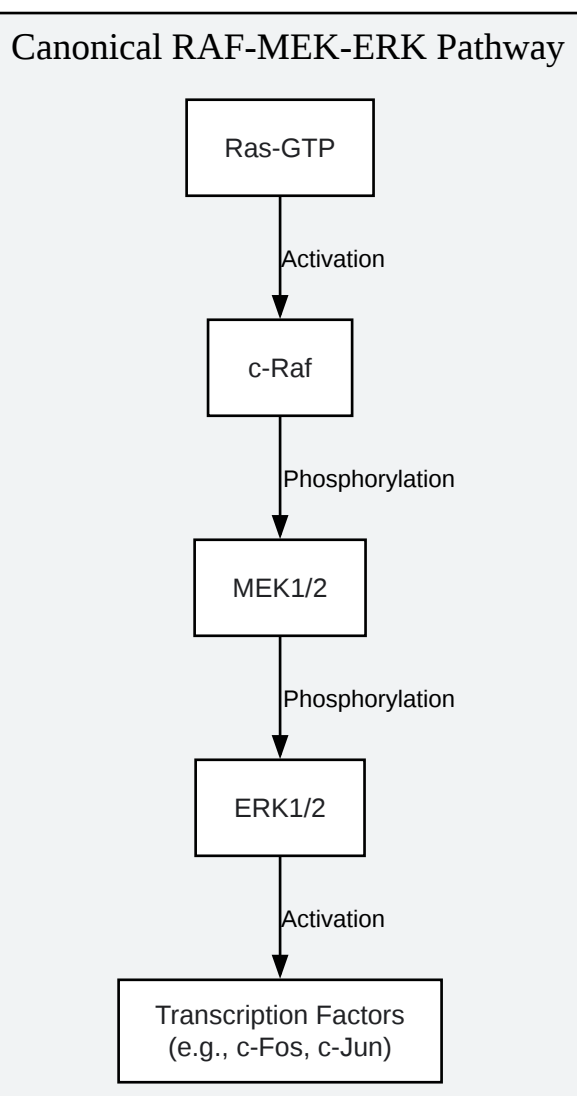 Canonical RAF-MEK-ERK Pathway
Ras-GTP
Activation
c-Raf
Phosphorylation
MEK1/2
Phosphorylation
ERK1/2
Activation
Transcription Factors
(e.g., c-Fos, c-Jun)